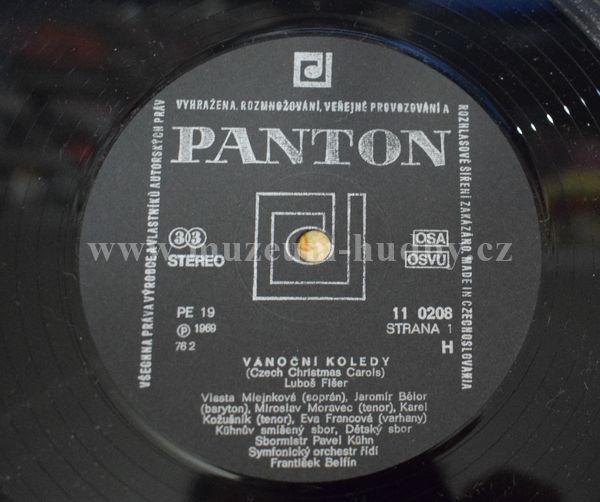 VŠECHNA PRÁVA VÝROBCE A VLASTNÍKŮ AUTORSKÝCH PRÁV
VYHRAŽENA. ROZMNOŽOVÁNÍ, VEŘEJNÉ PROVOZOVÁNÍ A
ROZHLASOVÉ ŠÍŘENÍ ZAKÁZÁNO. MADE IN CZECHOSLOVAKIA
PANTON
33
STEREO
OSA
OSVU
www.muzeum-hudby.cz
PE 19
℗ 1969
76 2
11 0208
STRANA 1
H
VÁNOČNÍ KOLEDY
(Czech Christmas Carols)
Luboš Fišer
Vlasta Mlejnková (soprán), Jaromír Bělor
(baryton), Miroslav Moravec (tenor), Karel
Kožušník (tenor), Eva Francová (varhany)
Kühnův smíšený sbor, Dětský sbor
Sbormistr Pavel Kühn
Symfonický orchestr řídí
František Belfín